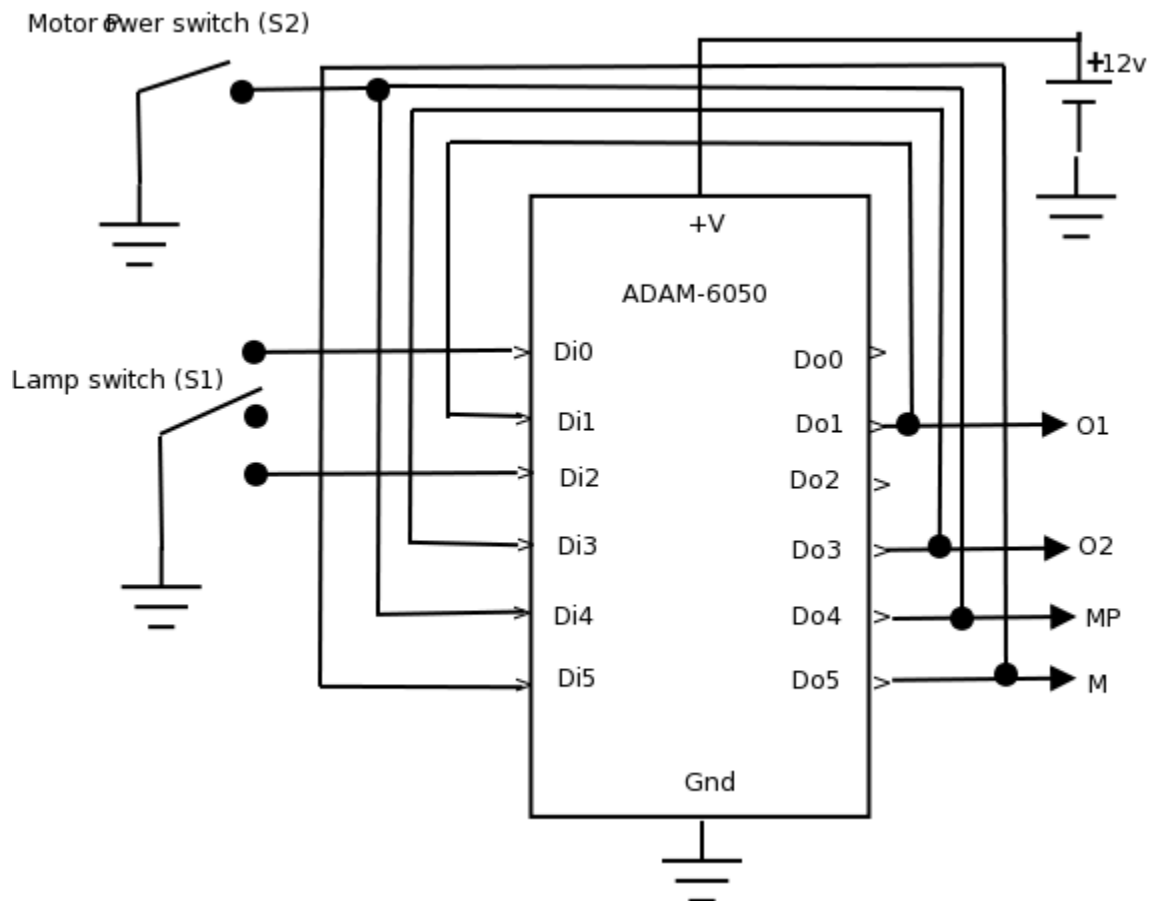 Motor Power switch (S2)
+12v
+V
ADAM-6050
Di0
Do0
Lamp switch (S1)
Di1
Do1
O1
Di2
Do2
Di3
Do3
O2
Di4
Do4
MP
Di5
Do5
M
Gnd